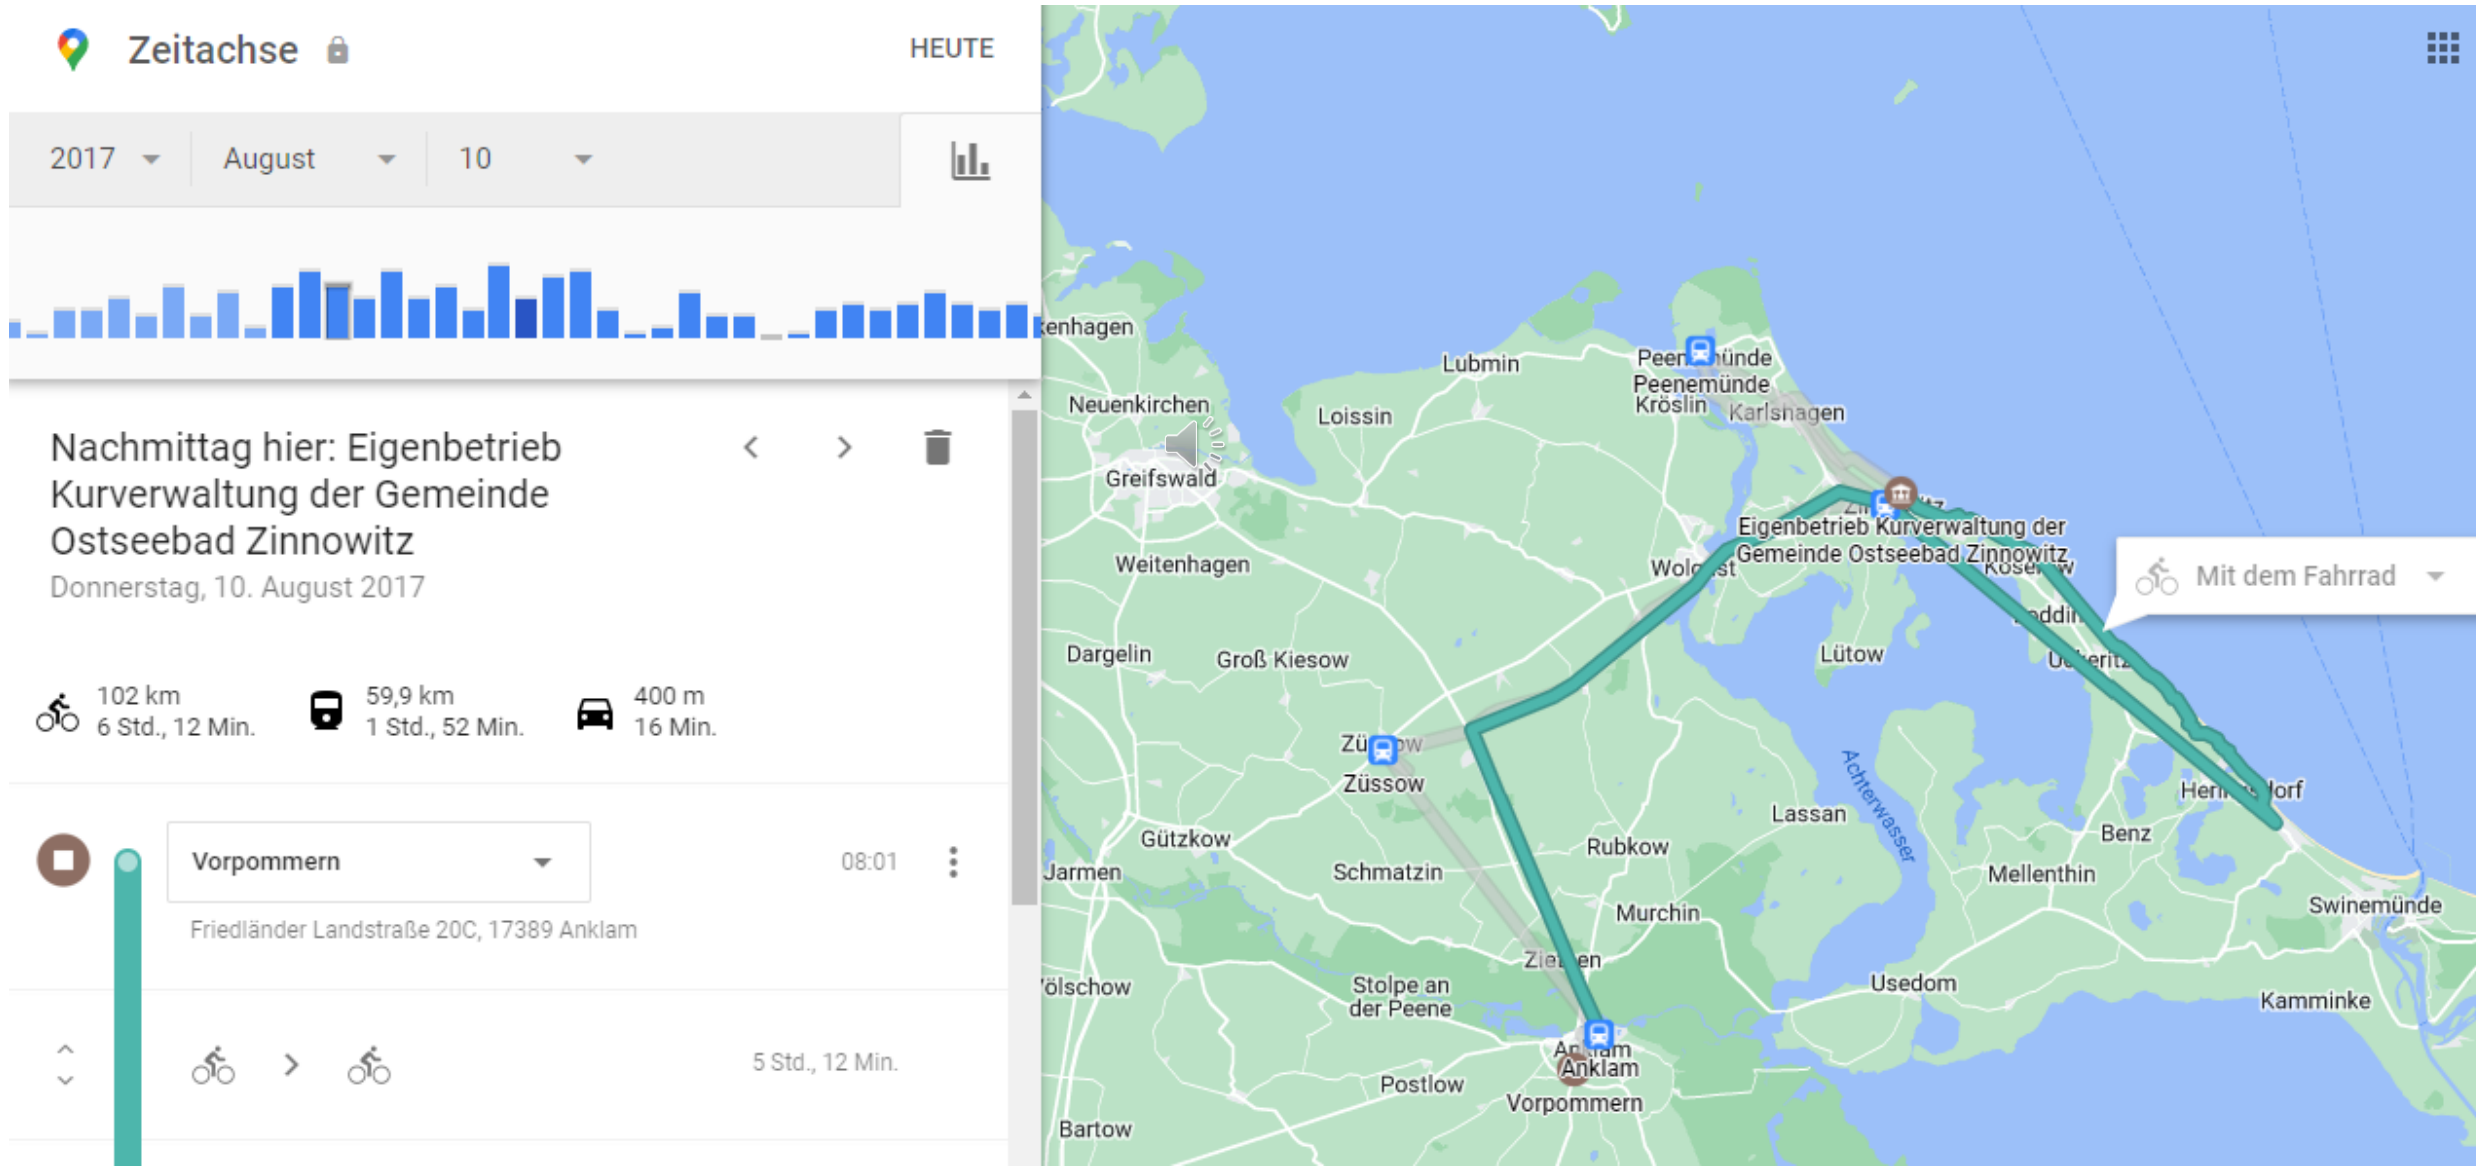 Zeitachse
HEUTE
2017
August
10
Nachmittag hier: Eigenbetrieb
Kurverwaltung der Gemeinde
Ostseebad Zinnowitz
Donnerstag, 10. August 2017
102 km
6 Std., 12 Min.
59,9 km
1 Std., 52 Min.
400 m
16 Min.
Vorpommern
08:01
Friedländer Landstraße 20C, 17389 Anklam
5 Std., 12 Min.
Lubmin
Peenemünde
Kröslin
Karlshagen
Neuenkirchen
Loissin
Greifswald
Eigenbetrieb Kurverwaltung der
Gemeinde Ostseebad Zinnowitz
Weitenhagen
Mit dem Fahrrad
Dargelin
Groß Kiesow
Lütow
Züssow
Achterwasser
Lassan
Gützkow
Rubkow
Benz
Jarmen
Schmatzin
Mellenthin
Murchin
Swinemünde
Stolpe an
der Peene
Usedom
Kamminke
Anklam
Postlow
Vorpommern
Bartow